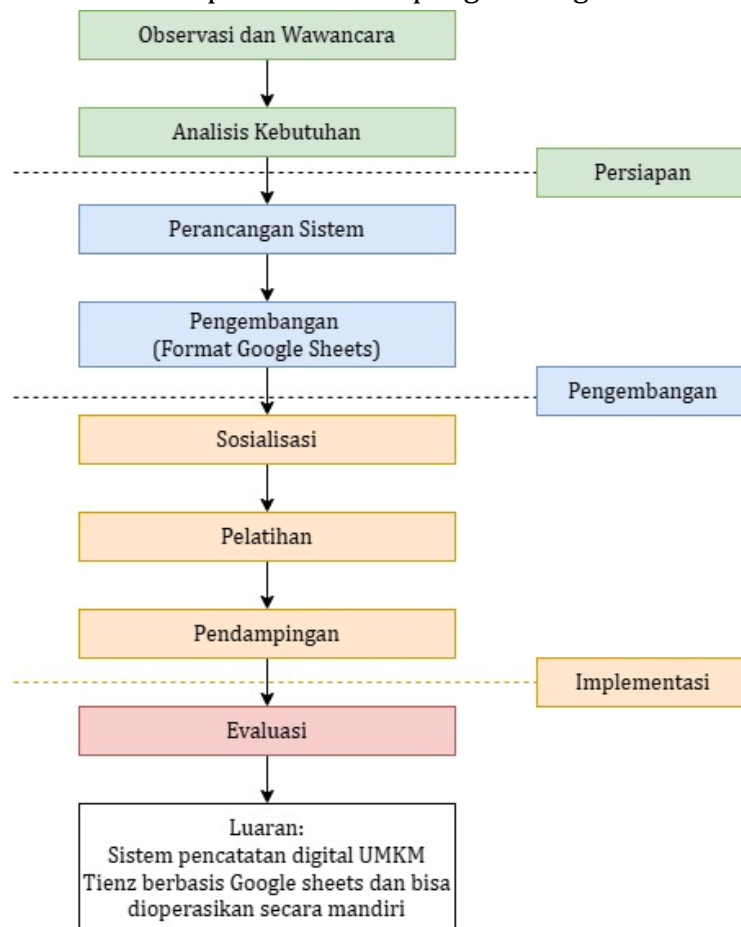 Observasi dan Wawancara
Analisis Kebutuhan
Persiapan
Perancangan Sistem
Pengembangan
(Format Google Sheets)
Pengembangan
Sosialisasi
Pelatihan
Pendampingan
Implementasi
Evaluasi
Luaran:
Sistem pencatatan digital UMKM
Tienz berbasis Google sheets dan bisa
dioperasikan secara mandiri